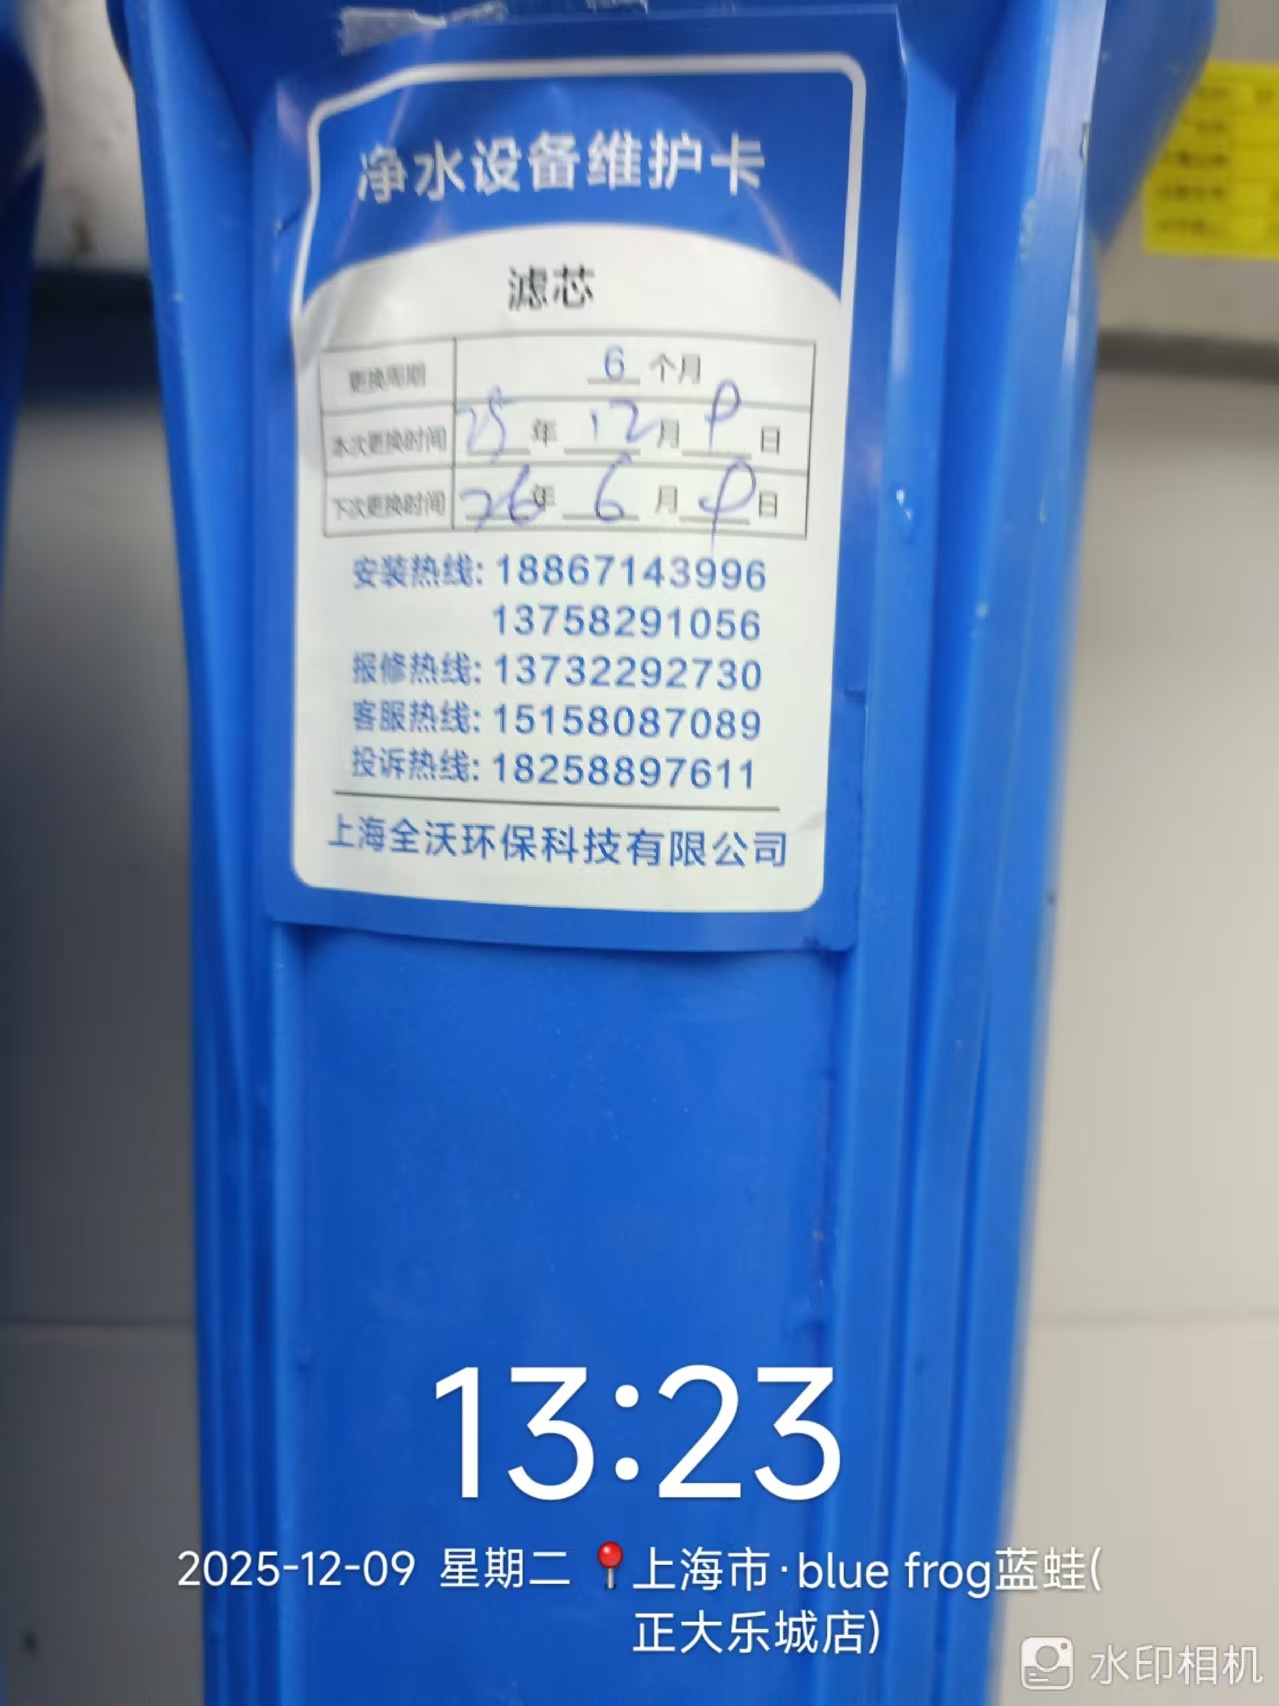 净水设备维护卡
滤芯
更换周期 6 个月
本次更换时间 25 年 12 月 9 日
下次更换时间 26 年 6 月 9 日
安装热线: 18867143996
13758291056
报修热线: 13732292730
客服热线: 15158087089
投诉热线: 18258897611
上海全沃环保科技有限公司
13:23
2025-12-09 星期二 📍上海市·blue frog蓝蛙(
正大乐城店)
水印相机